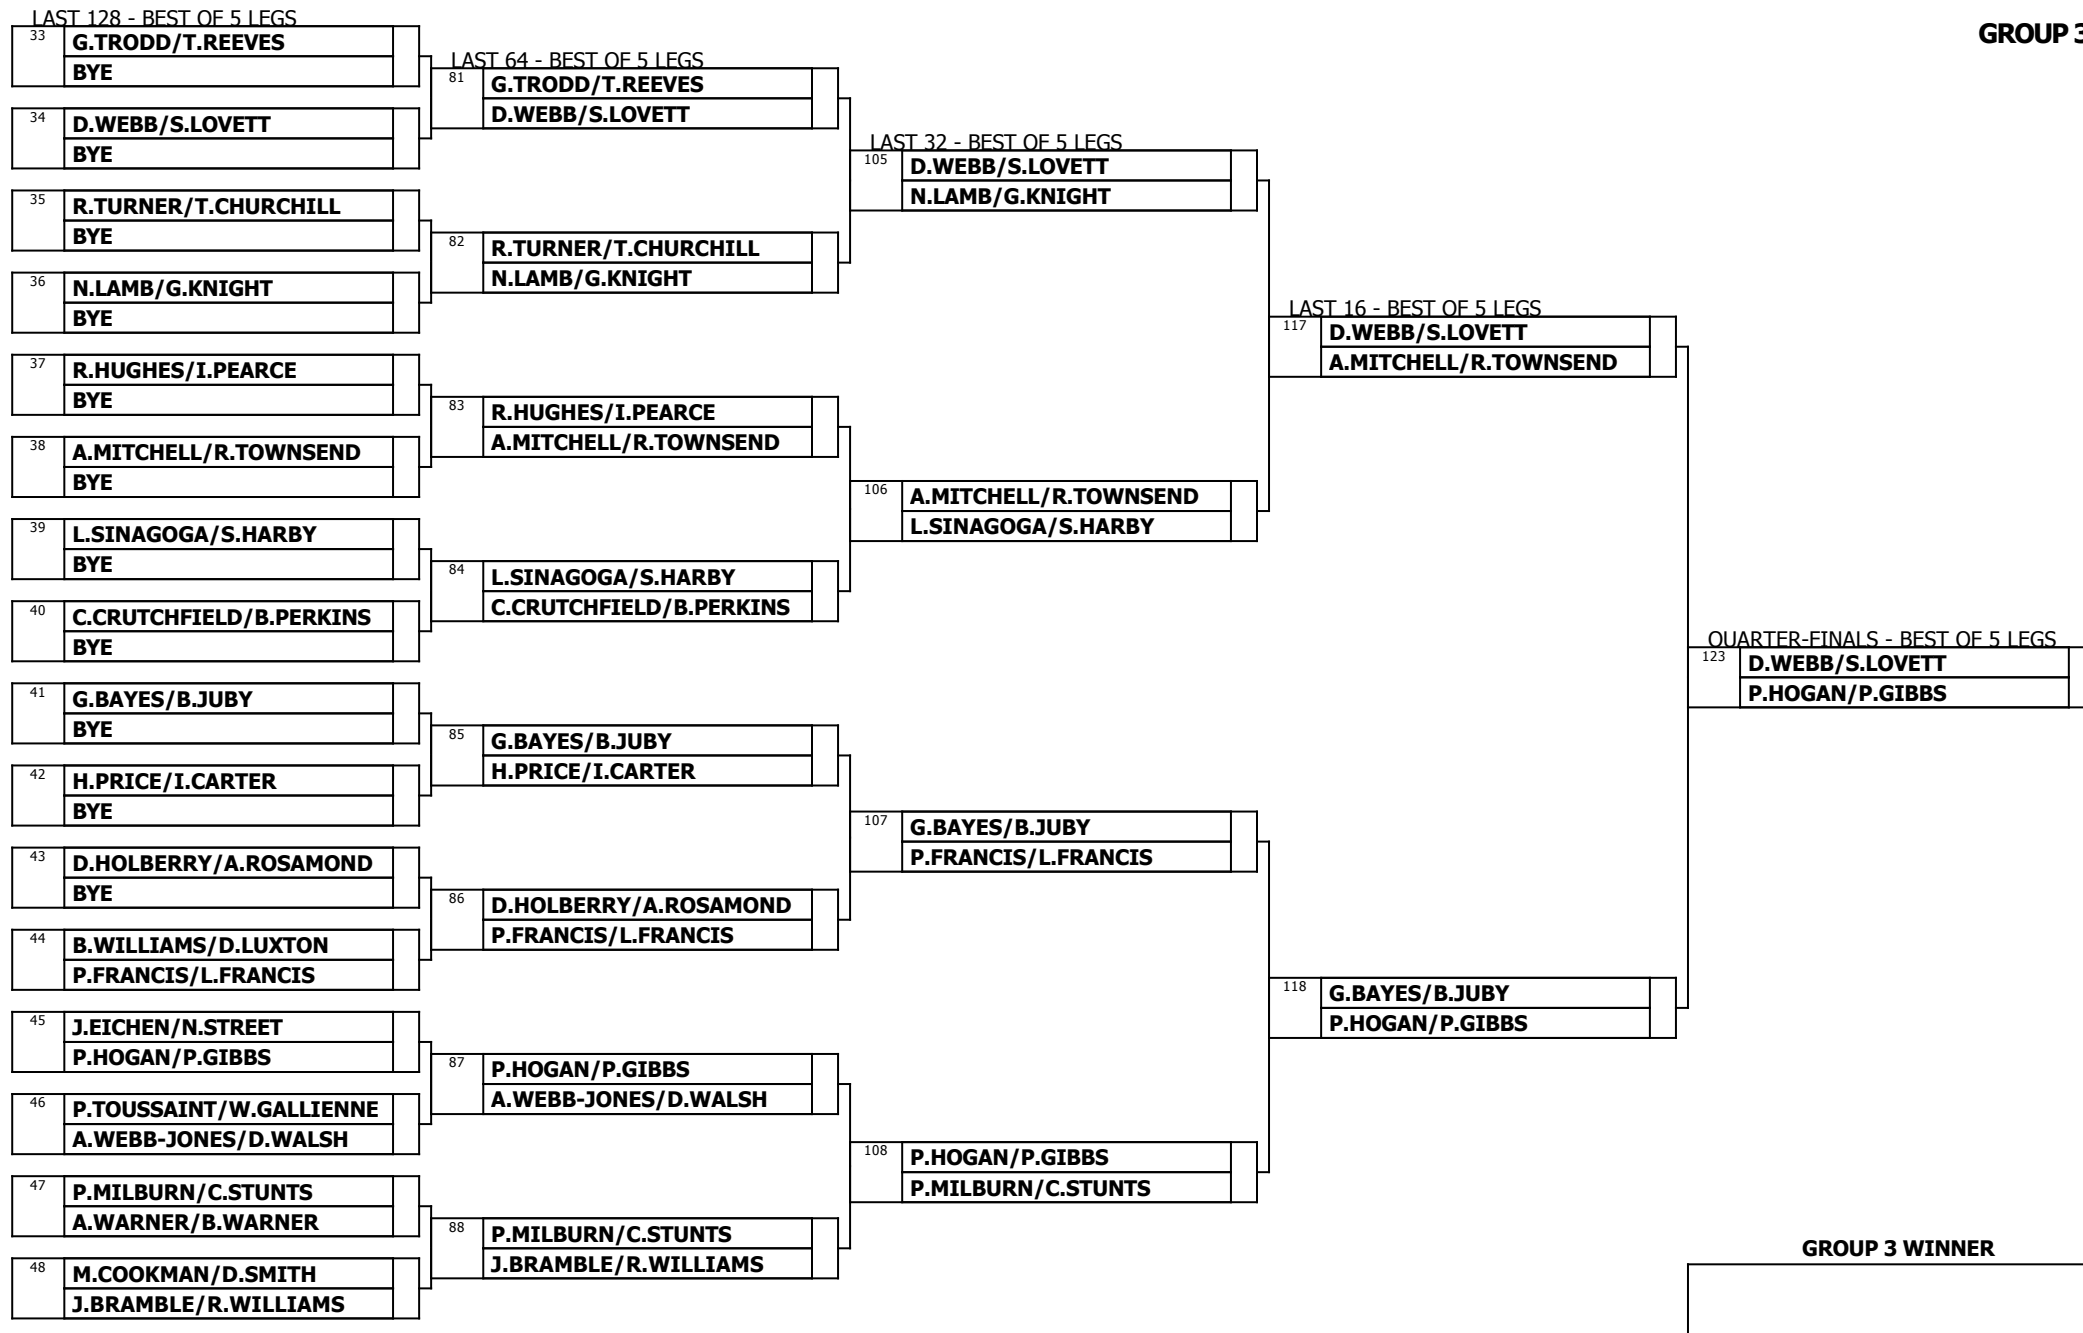 LAST 128 - BEST OF 5 LEGS
GROUP 3
33 G.TRODD/T.REEVES
BYE
34 D.WEBB/S.LOVETT
BYE
35 R.TURNER/T.CHURCHILL
BYE
36 N.LAMB/G.KNIGHT
BYE
37 R.HUGHES/I.PEARCE
BYE
38 A.MITCHELL/R.TOWNSEND
BYE
39 L.SINAGOGA/S.HARBY
BYE
40 C.CRUTCHFIELD/B.PERKINS
BYE
41 G.BAYES/B.JUBY
BYE
42 H.PRICE/I.CARTER
BYE
43 D.HOLBERRY/A.ROSAMOND
BYE
44 B.WILLIAMS/D.LUXTON
P.FRANCIS/L.FRANCIS
45 J.EICHEN/N.STREET
P.HOGAN/P.GIBBS
46 P.TOUSSAINT/W.GALLIENNE
A.WEBB-JONES/D.WALSH
47 P.MILBURN/C.STUNTS
A.WARNER/B.WARNER
48 M.COOKMAN/D.SMITH
J.BRAMBLE/R.WILLIAMS
LAST 64 - BEST OF 5 LEGS
81 G.TRODD/T.REEVES
D.WEBB/S.LOVETT
82 R.TURNER/T.CHURCHILL
N.LAMB/G.KNIGHT
83 R.HUGHES/I.PEARCE
A.MITCHELL/R.TOWNSEND
84 L.SINAGOGA/S.HARBY
C.CRUTCHFIELD/B.PERKINS
85 G.BAYES/B.JUBY
H.PRICE/I.CARTER
86 D.HOLBERRY/A.ROSAMOND
P.FRANCIS/L.FRANCIS
87 P.HOGAN/P.GIBBS
A.WEBB-JONES/D.WALSH
88 P.MILBURN/C.STUNTS
J.BRAMBLE/R.WILLIAMS
LAST 32 - BEST OF 5 LEGS
105 D.WEBB/S.LOVETT
N.LAMB/G.KNIGHT
106 A.MITCHELL/R.TOWNSEND
L.SINAGOGA/S.HARBY
107 G.BAYES/B.JUBY
P.FRANCIS/L.FRANCIS
108 P.HOGAN/P.GIBBS
P.MILBURN/C.STUNTS
LAST 16 - BEST OF 5 LEGS
117 D.WEBB/S.LOVETT
A.MITCHELL/R.TOWNSEND
118 G.BAYES/B.JUBY
P.HOGAN/P.GIBBS
QUARTER-FINALS - BEST OF 5 LEGS
123 D.WEBB/S.LOVETT
P.HOGAN/P.GIBBS
GROUP 3 WINNER